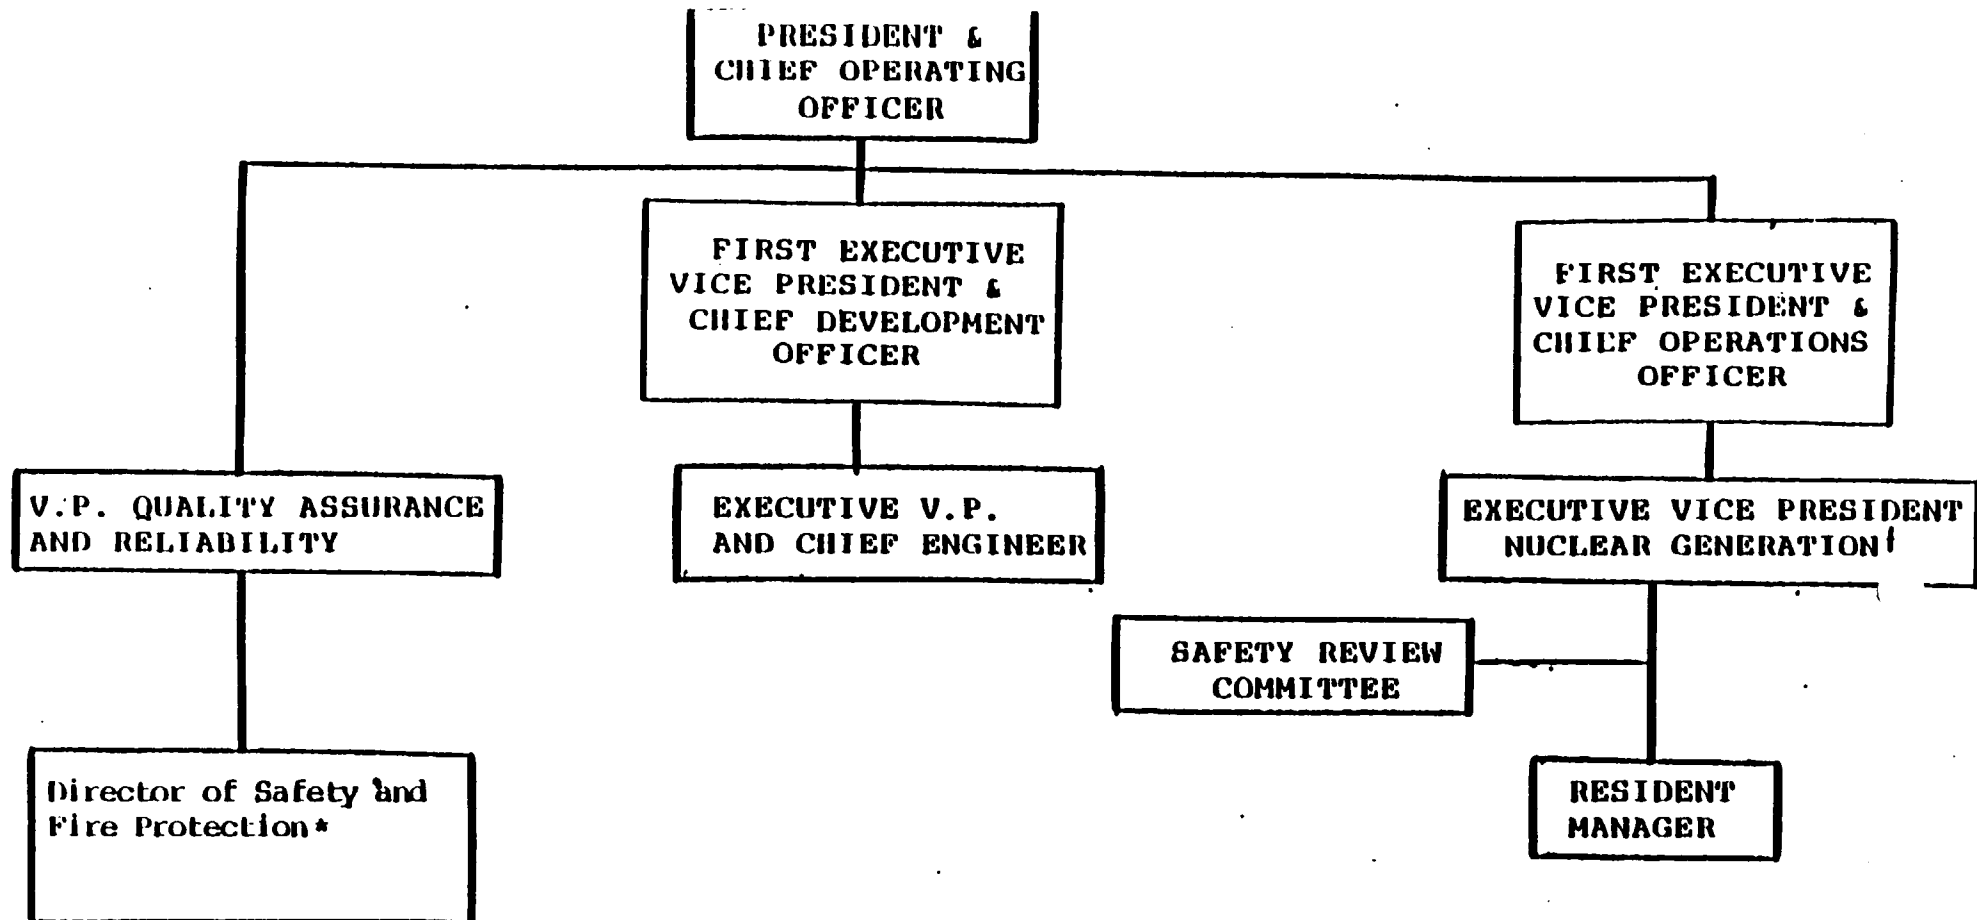 PRESIDENT &
CHIEF OPERATING
OFFICER
FIRST EXECUTIVE
VICE PRESIDENT &
CHIEF DEVELOPMENT
OFFICER
FIRST EXECUTIVE
VICE PRESIDENT &
CHIEF OPERATIONS
OFFICER
V.P. QUALITY ASSURANCE
AND RELIABILITY
EXECUTIVE V.P.
AND CHIEF ENGINEER
EXECUTIVE VICE PRESIDENT
NUCLEAR GENERATION
SAFETY REVIEW
COMMITTEE
Director of Safety and
Fire Protection*
RESIDENT
MANAGER